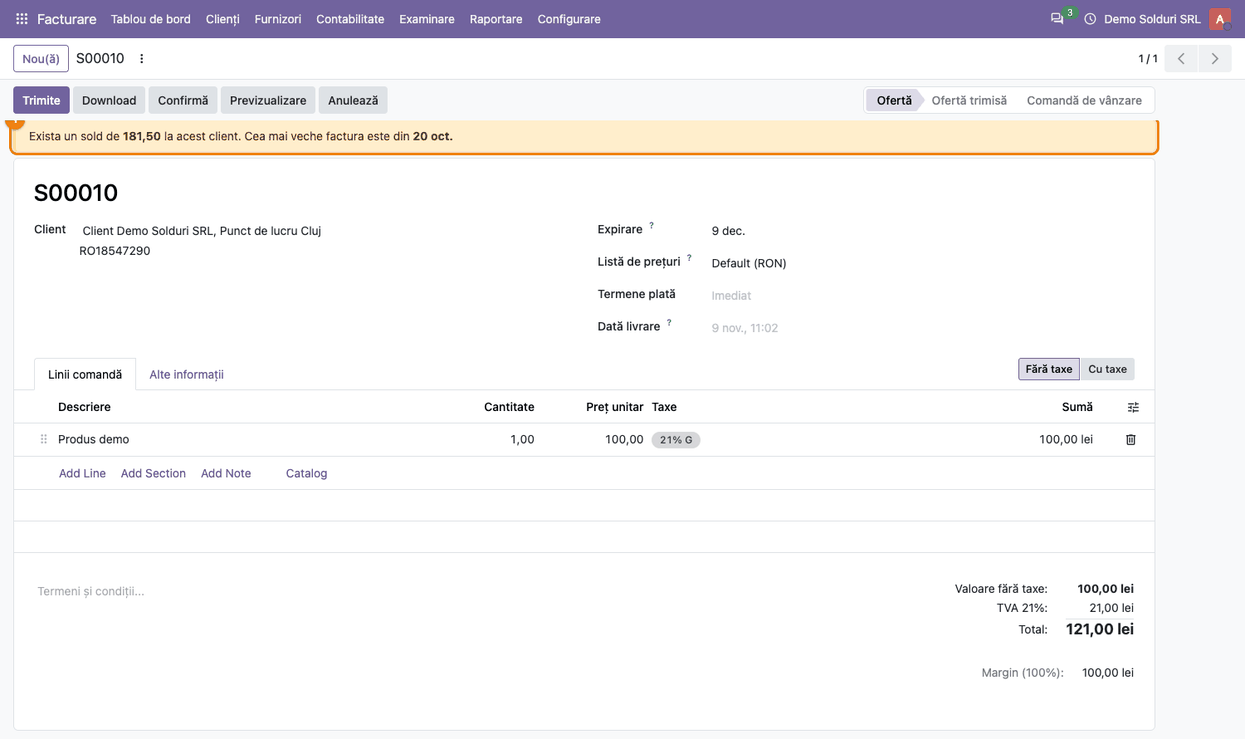 Facturare Tablou de bord Clienți Furnizori Contabilitate Examinare Raportare Configurare 3 Demo Solduri SRL A
Nou(ă) S00010 1 / 1
Trimite Download Confirmă Previzualizare Anulează Ofertă Ofertă trimisă Comandă de vânzare
Exista un sold de 181,50 la acest client. Cea mai veche factura este din 20 oct.
S00010
Client Client Demo Solduri SRL, Punct de lucru Cluj
RO18547290
Expirare ? 9 dec.
Listă de prețuri ? Default (RON)
Termene plată Imediat
Dată livrare ? 9 nov., 11:02
Linii comandă Alte informații Fără taxe Cu taxe
Descriere Cantitate Preț unitar Taxe Sumă
Produs demo 1,00 100,00 21% G 100,00 lei
Add Line Add Section Add Note Catalog
Termeni și condiții...
Valoare fără taxe: 100,00 lei
TVA 21%: 21,00 lei
Total: 121,00 lei
Margin (100%): 100,00 lei